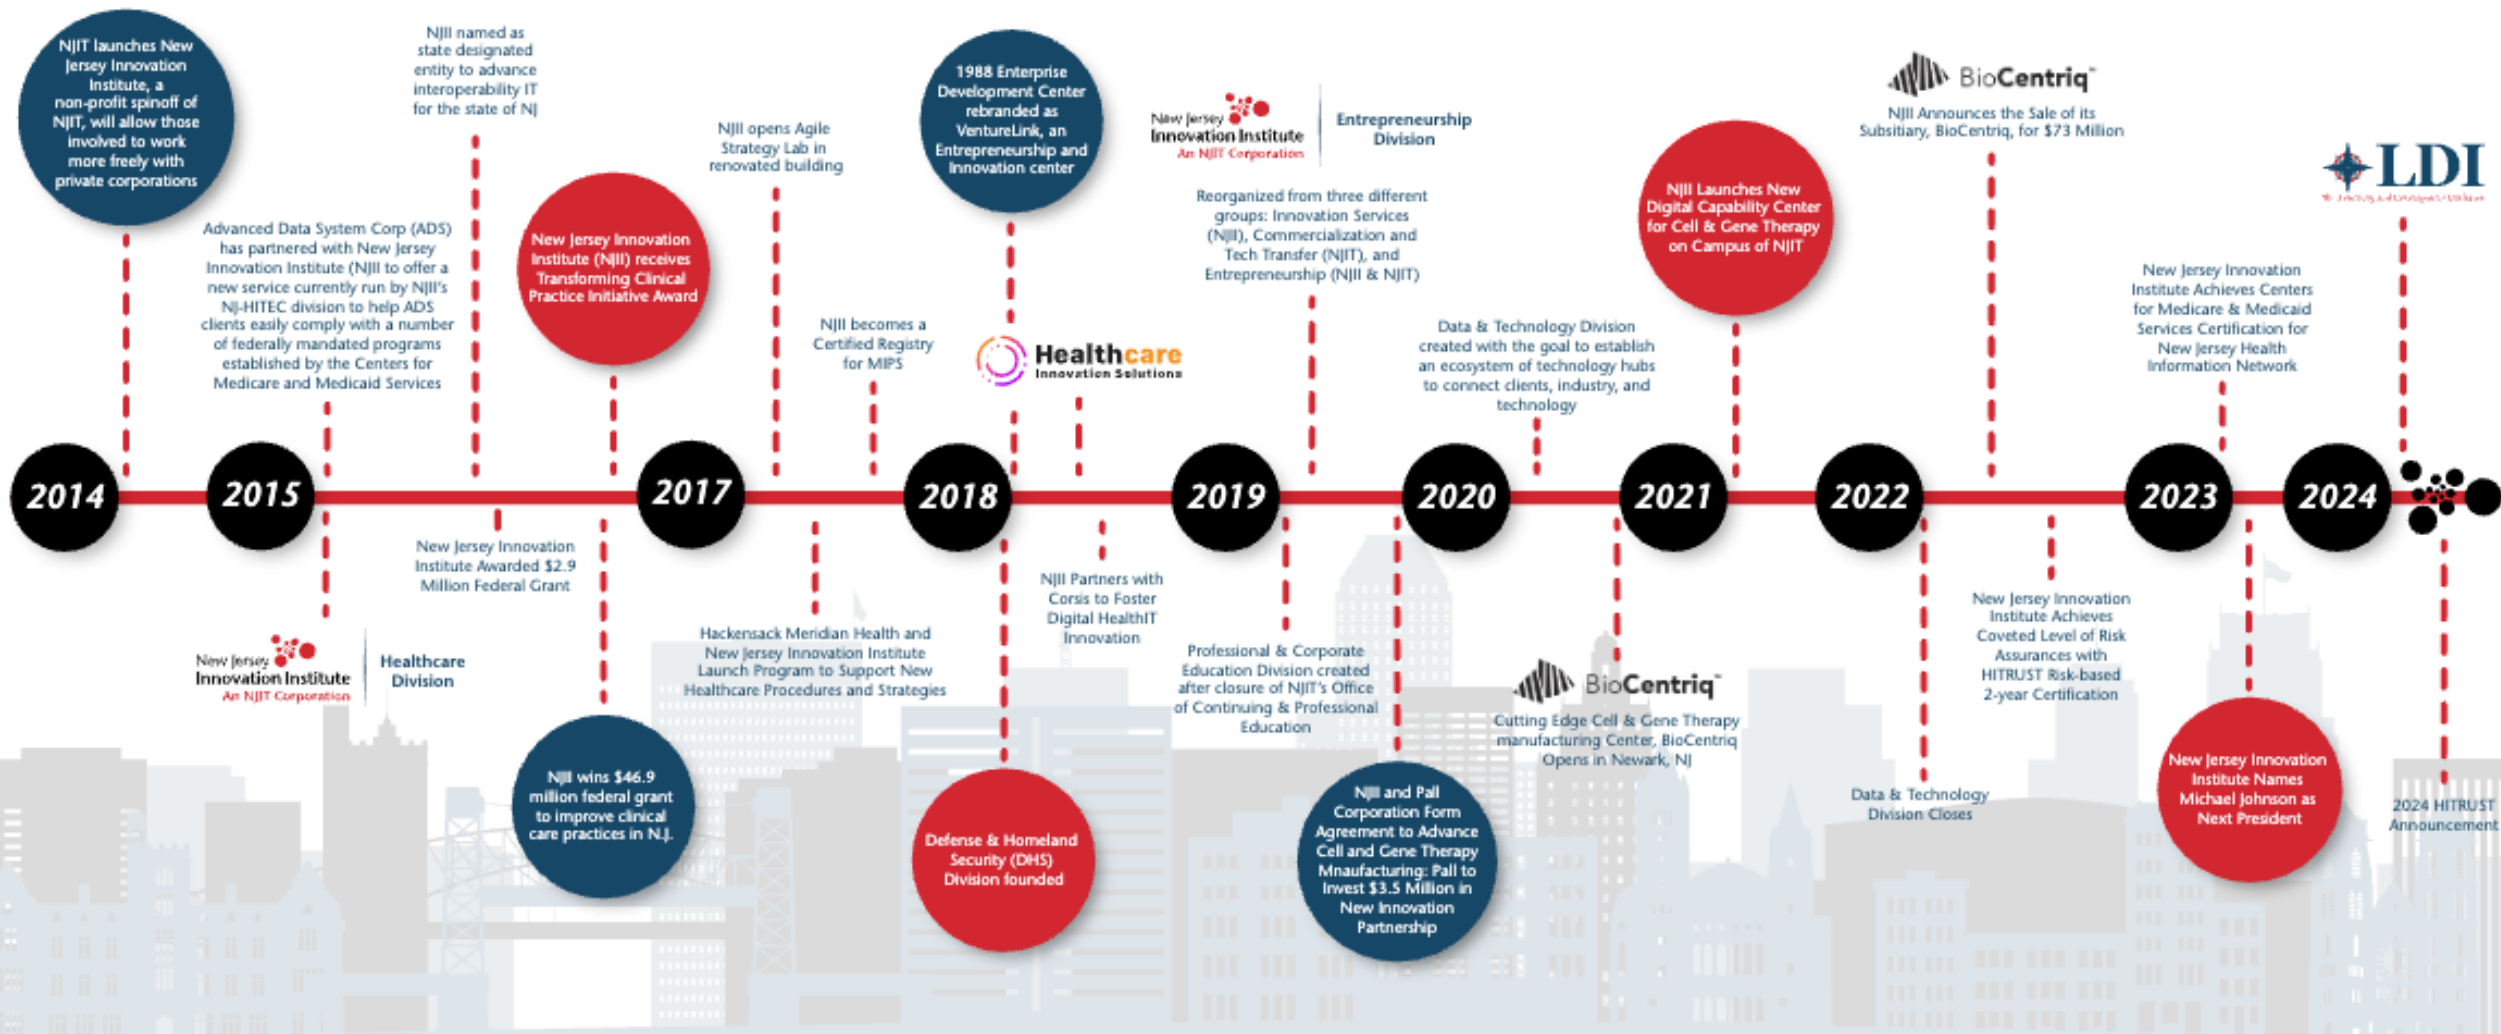 NJIT launches New
Jersey Innovation
Institute, a
non-profit spinoff of
NJIT, will allow those
involved to work
more freely with
private corporations
Advanced Data System Corp (ADS)
has partnered with New Jersey
Innovation Institute (NJII to offer a
new service currently run by NJII's
NJ-HITEC division to help ADS
clients easily comply with a number
of federally mandated programs
established by the Centers for
Medicare and Medicaid Services
NJII named as
state designated
entity to advance
interoperability IT
for the state of NJ
New Jersey Innovation
Institute (NJII) receives
Transforming Clinical
Practice Initiative Award
NJII opens Agile
Strategy Lab in
renovated building
NJII becomes a
Certified Registry
for MIPS
1988 Enterprise
Development Center
rebranded as
VentureLink, an
Entrepreneurship and
Innovation center
Healthcare
Innovation Solutions
New Jersey
Innovation Institute
An NJIT Corporation
Entrepreneurship
Division
Reorganized from three different
groups: Innovation Services
(NJII), Commercialization and
Tech Transfer (NJIT), and
Entrepreneurship (NJII & NJIT)
Data & Technology Division
created with the goal to establish
an ecosystem of technology hubs
to connect clients, industry, and
technology
NJII Launches New
Digital Capability Center
for Cell & Gene Therapy
on Campus of NJIT
BioCentriq™
NJII Announces the Sale of its
Subsitiary, BioCentriq, for $73 Million
New Jersey Innovation
Institute Achieves Centers
for Medicare & Medicaid
Services Certification for
New Jersey Health
Information Network
LDI
2014
2015
2017
2018
2019
2020
2021
2022
2023
2024
New Jersey
Innovation Institute
An NJIT Corporation
Healthcare
Division
New Jersey Innovation
Institute Awarded $2.9
Million Federal Grant
NJII wins $46.9
million federal grant
to improve clinical
care practices in N.J.
Hackensack Meridian Health and
New Jersey Innovation Institute
Launch Program to Support New
Healthcare Procedures and Strategies
Defense & Homeland
Security (DHS)
Division founded
NJII Partners with
Corsis to Foster
Digital HealthIT
Innovation
Professional & Corporate
Education Division created
after closure of NJIT's Office
of Continuing & Professional
Education
NJII and Pall
Corporation Form
Agreement to Advance
Cell and Gene Therapy
Mnaufacturing: Pall to
Invest $3.5 Million in
New Innovation
Partnership
BioCentriq™
Cutting Edge Cell & Gene Therapy
manufacturing Center, BioCentriq
Opens in Newark, NJ
Data & Technology
Division Closes
New Jersey Innovation
Institute Achieves
Coveted Level of Risk
Assurances with
HITRUST Risk-based
2-year Certification
New Jersey Innovation
Institute Names
Michael Johnson as
Next President
2024 HITRUST
Announcement